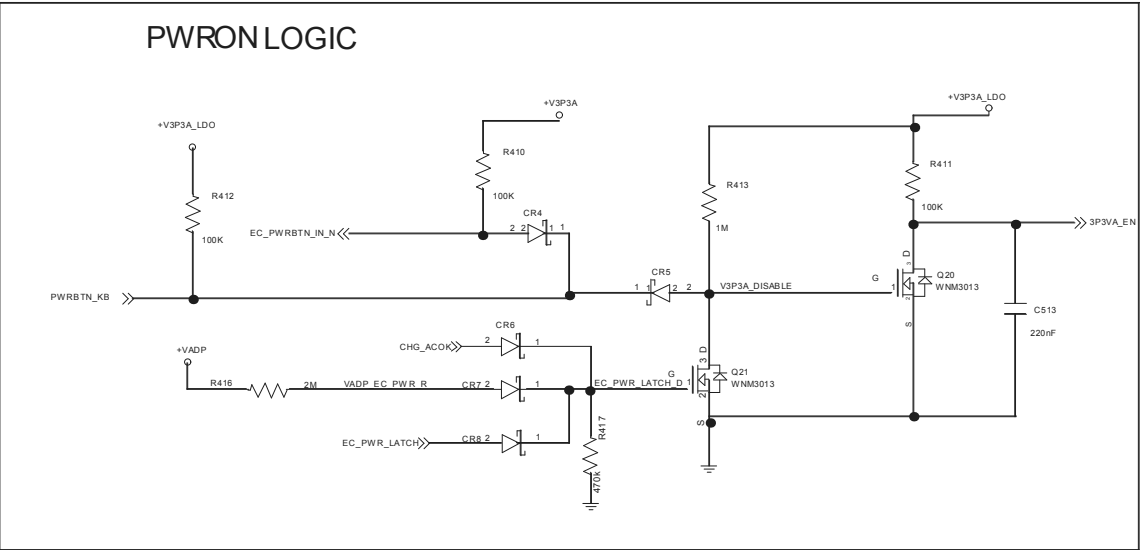 PWRON LOGIC
+V3P3A
+V3P3A_LDO
+V3P3A_LDO
R410
R411
R412
R413
100K
100K
CR4
EC_PWRBTN_IN_N
2 2 1 1
100K
1M
3P3VA_EN
D
3
CR5
Q20
G
WNM3013
PWRBTN_KB
1 1 2 2
V3P3A_DISABLE
1
2
C513
CR6
S
220nF
+VADP
CHG_ACOK
2 1
D
3
G
Q21
R416
2M
VADP_EC_PWR_R
CR7 2 1
EC_PWR_LATCH_D
1
WNM3013
2
EC_PWR_LATCH
CR8 2 1
R417
S
470k